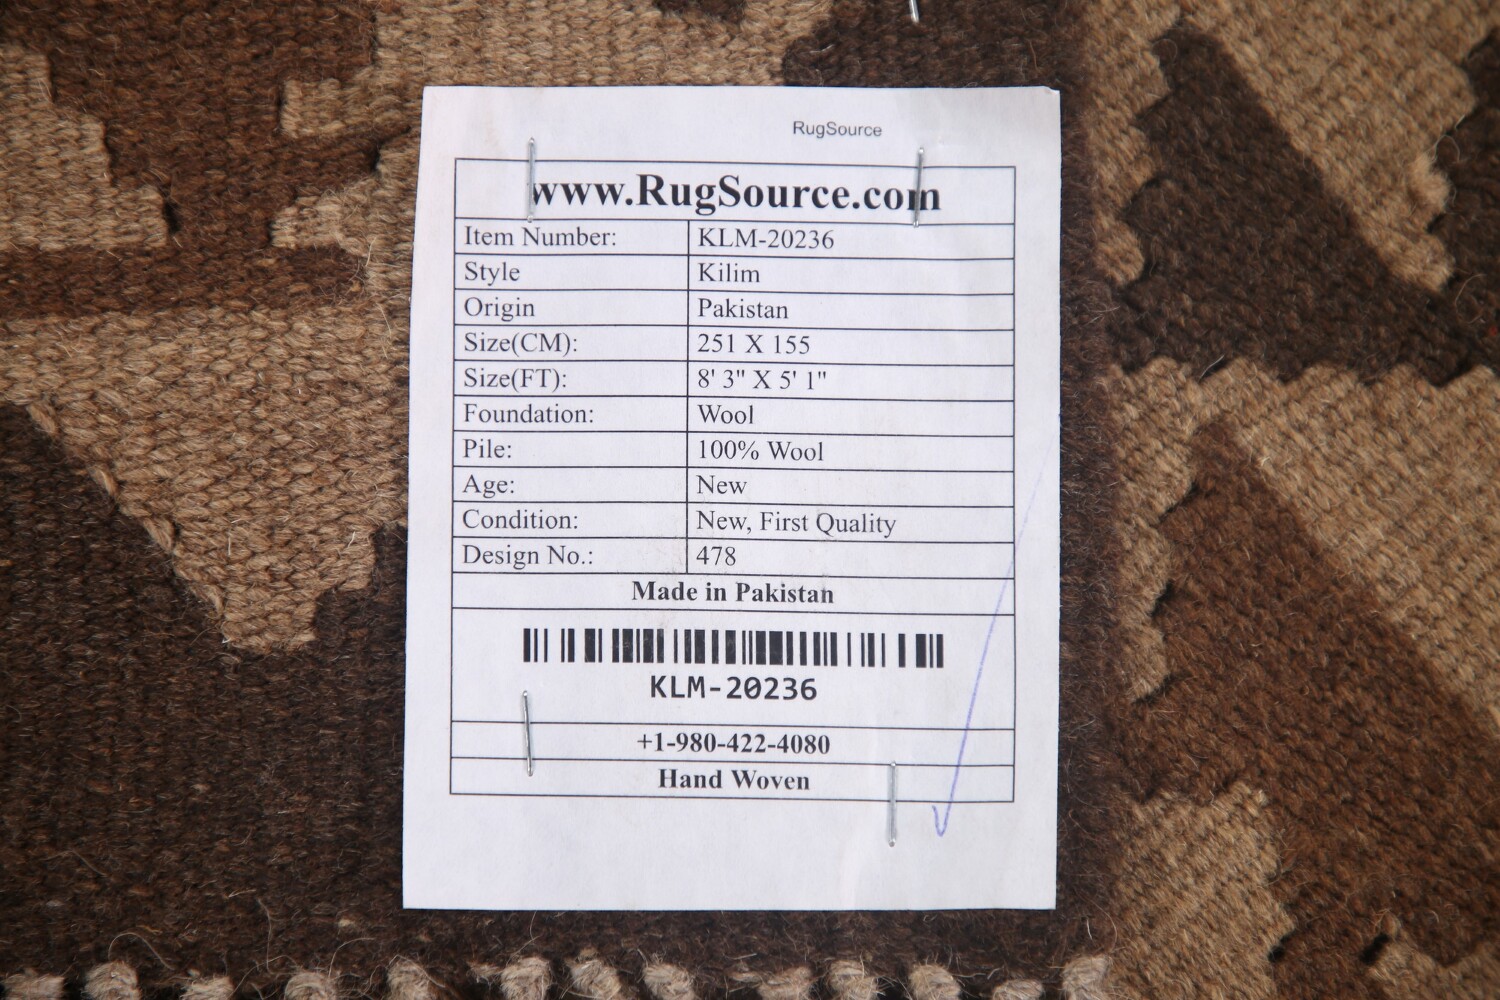 RugSource
www.RugSource.com
Item Number: KLM-20236
Style Kilim
Origin Pakistan
Size(CM): 251 X 155
Size(FT): 8' 3" X 5' 1"
Foundation: Wool
Pile: 100% Wool
Age: New
Condition: New, First Quality
Design No.: 478
Made in Pakistan
KLM-20236
+1-980-422-4080
Hand Woven